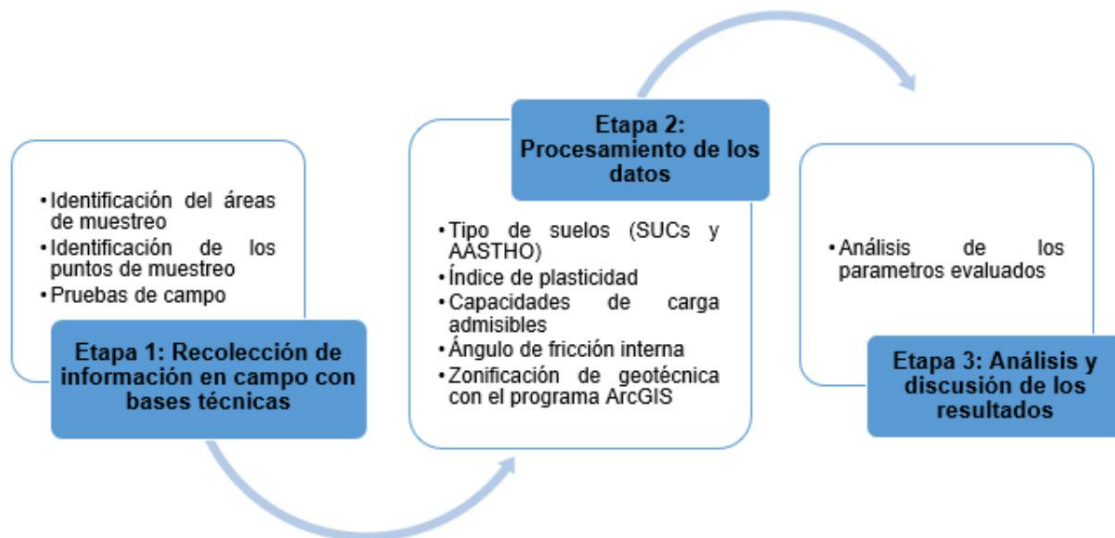 • Identificación del áreas
de muestreo
• Identificación de los
puntos de muestreo
• Pruebas de campo
Etapa 1: Recolección de
información en campo con
bases técnicas
Etapa 2:
Procesamiento de los
datos
• Tipo de suelos (SUCs y
AASTHO)
• Índice de plasticidad
• Capacidades de carga
admisibles
• Ángulo de fricción interna
• Zonificación de geotécnica
con el programa ArcGIS
• Análisis de los
parametros evaluados
Etapa 3: Análisis y
discusión de los
resultados